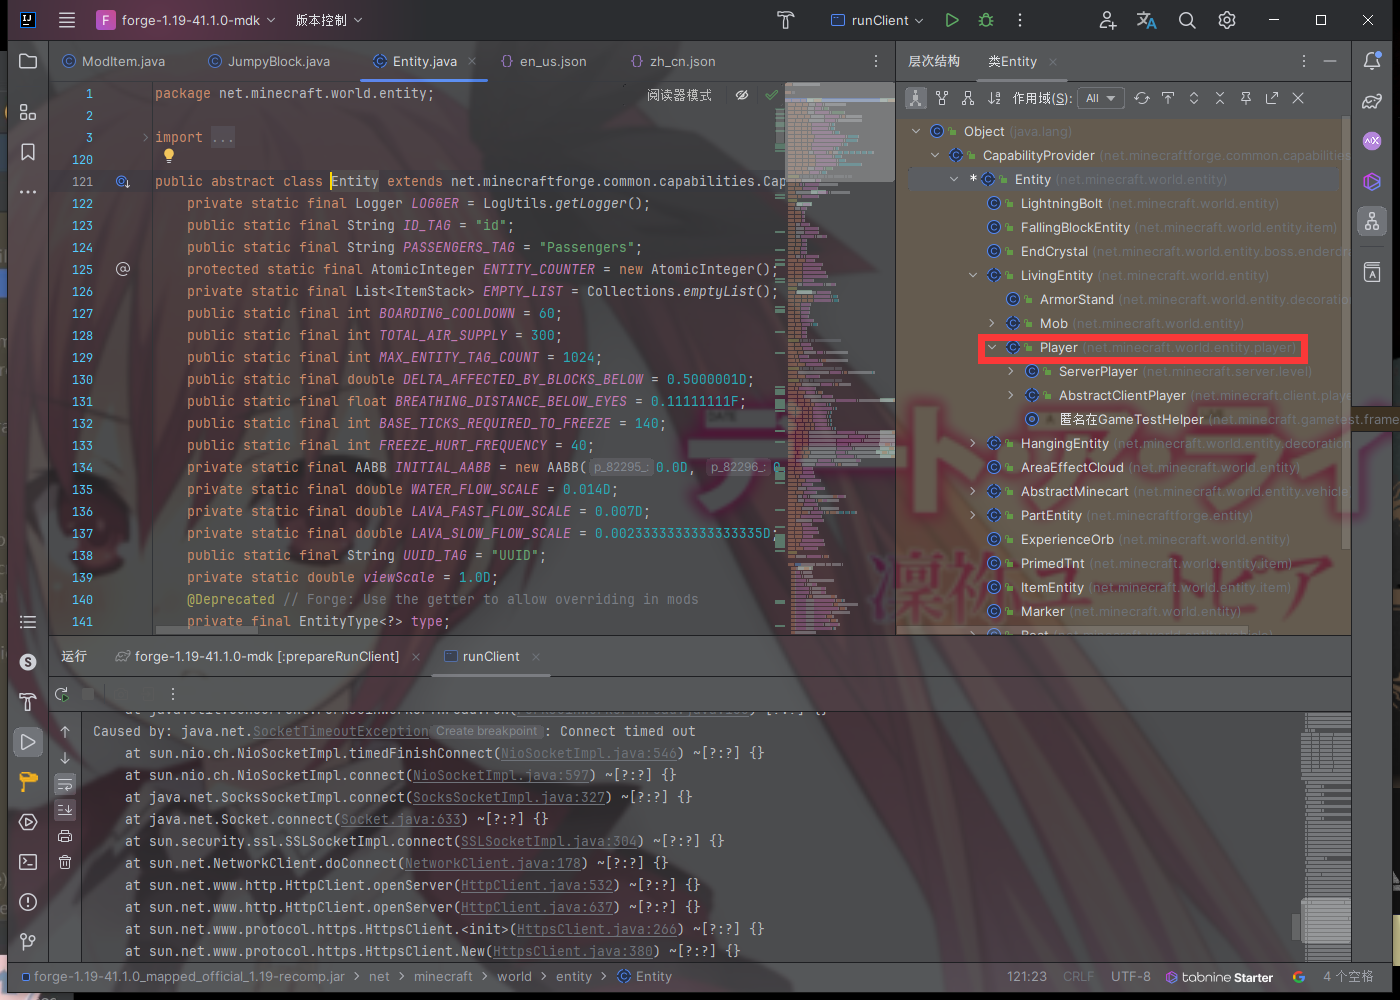 forge-1.19-41.1.0-mdk
版本控制
runClient
ModItem.java
JumpyBlock.java
Entity.java
en_us.json
zh_cn.json
层次结构
类Entity
阅读器模式
作用域(S):
All
1 package net.minecraft.world.entity;
2
3 import ...
120
121 public abstract class Entity extends net.minecraftforge.common.capabilities.Cap
122 private static final Logger LOGGER = LogUtils.getLogger();
123 public static final String ID_TAG = "id";
124 public static final String PASSENGERS_TAG = "Passengers";
125 protected static final AtomicInteger ENTITY_COUNTER = new AtomicInteger();
126 private static final List<ItemStack> EMPTY_LIST = Collections.emptyList();
127 public static final int BOARDING_COOLDOWN = 60;
128 public static final int TOTAL_AIR_SUPPLY = 300;
129 public static final int MAX_ENTITY_TAG_COUNT = 1024;
130 public static final double DELTA_AFFECTED_BY_BLOCKS_BELOW = 0.5000001D;
131 public static final float BREATHING_DISTANCE_BELOW_EYES = 0.11111111F;
132 public static final int BASE_TICKS_REQUIRED_TO_FREEZE = 140;
133 public static final int FREEZE_HURT_FREQUENCY = 40;
134 private static final AABB INITIAL_AABB = new AABB( p_82295_: 0.0D, p_82296_: 0
135 private static final double WATER_FLOW_SCALE = 0.014D;
136 private static final double LAVA_FAST_FLOW_SCALE = 0.007D;
137 private static final double LAVA_SLOW_FLOW_SCALE = 0.0023333333333333335D;
138 public static final String UUID_TAG = "UUID";
139 private static double viewScale = 1.0D;
140 @Deprecated // Forge: Use the getter to allow overriding in mods
141 private final EntityType<?> type;
Object (java.lang)
CapabilityProvider (net.minecraftforge.common.capabilities
* Entity (net.minecraft.world.entity)
LightningBolt (net.minecraft.world.entity)
FallingBlockEntity (net.minecraft.world.entity.item)
EndCrystal (net.minecraft.world.entity.boss.enderdr
LivingEntity (net.minecraft.world.entity)
ArmorStand (net.minecraft.world.entity.decoratio
Mob (net.minecraft.world.entity)
Player (net.minecraft.world.entity.player)
ServerPlayer (net.minecraft.server.level)
AbstractClientPlayer (net.minecraft.client.playe
匿名在GameTestHelper (net.minecraft.gametest.frame
HangingEntity (net.minecraft.world.entity.decoration
AreaEffectCloud (net.minecraft.world.entity)
AbstractMinecart (net.minecraft.world.entity.vehicle
PartEntity (net.minecraftforge.entity)
ExperienceOrb (net.minecraft.world.entity)
PrimedTnt (net.minecraft.world.entity.item)
ItemEntity (net.minecraft.world.entity.item)
Marker (net.minecraft.world.entity)
运行
forge-1.19-41.1.0-mdk [:prepareRunClient]
runClient
Caused by: java.net.SocketTimeoutException Create breakpoint : Connect timed out
at sun.nio.ch.NioSocketImpl.timedFinishConnect(NioSocketImpl.java:546) ~[?:?] {}
at sun.nio.ch.NioSocketImpl.connect(NioSocketImpl.java:597) ~[?:?] {}
at java.net.SocksSocketImpl.connect(SocksSocketImpl.java:327) ~[?:?] {}
at java.net.Socket.connect(Socket.java:633) ~[?:?] {}
at sun.security.ssl.SSLSocketImpl.connect(SSLSocketImpl.java:304) ~[?:?] {}
at sun.net.NetworkClient.doConnect(NetworkClient.java:178) ~[?:?] {}
at sun.net.www.http.HttpClient.openServer(HttpClient.java:532) ~[?:?] {}
at sun.net.www.http.HttpClient.openServer(HttpClient.java:637) ~[?:?] {}
at sun.net.www.protocol.https.HttpsClient.<init>(HttpsClient.java:266) ~[?:?] {}
at sun.net.www.protocol.https.HttpsClient.New(HttpsClient.java:380) ~[?:?] {}
forge-1.19-41.1.0_mapped_official_1.19-recomp.jar > net > minecraft > world > entity > Entity
121:23
CRLF
UTF-8
tabnine Starter
4 个空格